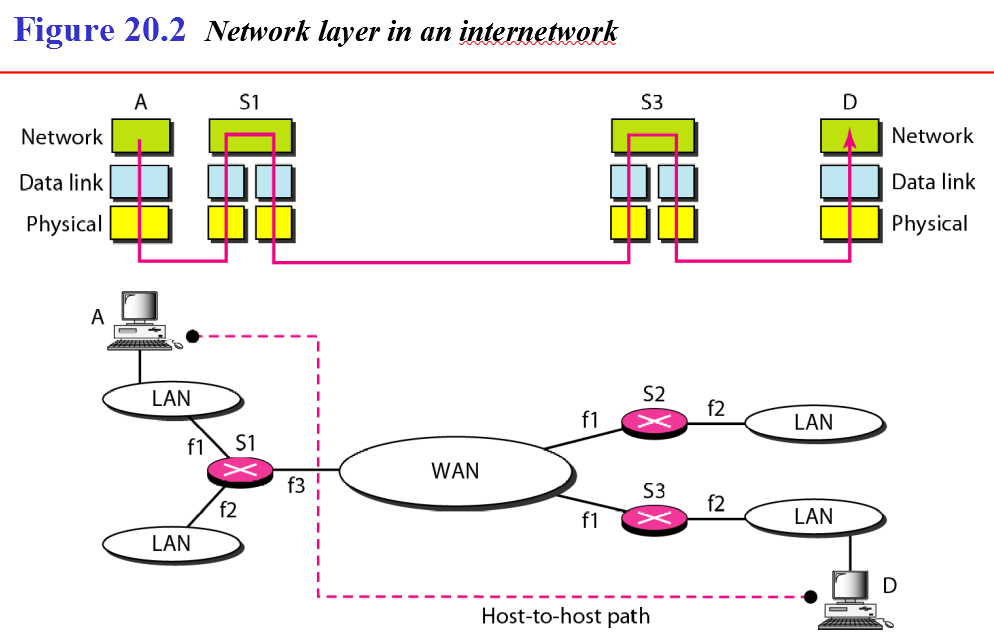 Figure 20.2 Network layer in an internetwork
A S1 S3 D
Network Network
Data link Data link
Physical Physical
A
LAN
S2
f1 f2
LAN
f1 S1
WAN
f3
S3
f2
f1 f2
LAN
LAN
D
Host-to-host path